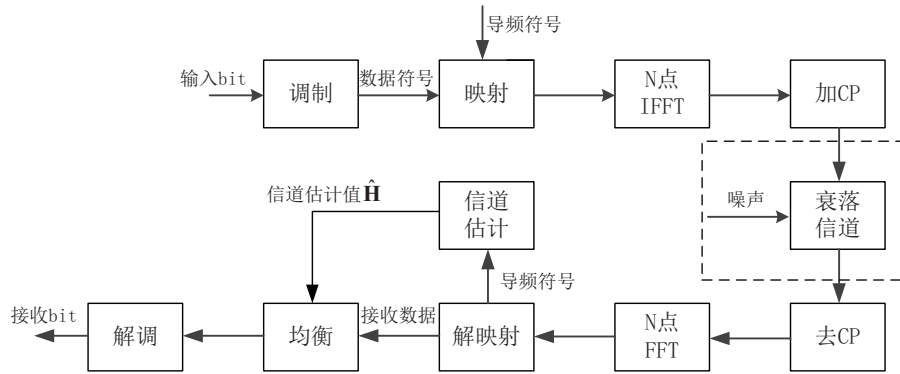 导频符号
输入bit
调制
数据符号
映射
N点
IFFT
加CP
信道估计值Ĥ
信道
估计
噪声
衰落
信道
导频符号
接收bit
解调
均衡
接收数据
解映射
N点
FFT
去CP